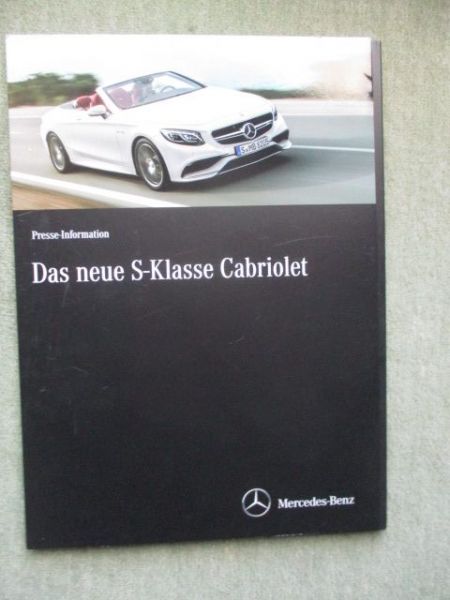 Presse-Information
Das neue S-Klasse Cabriolet
Mercedes-Benz